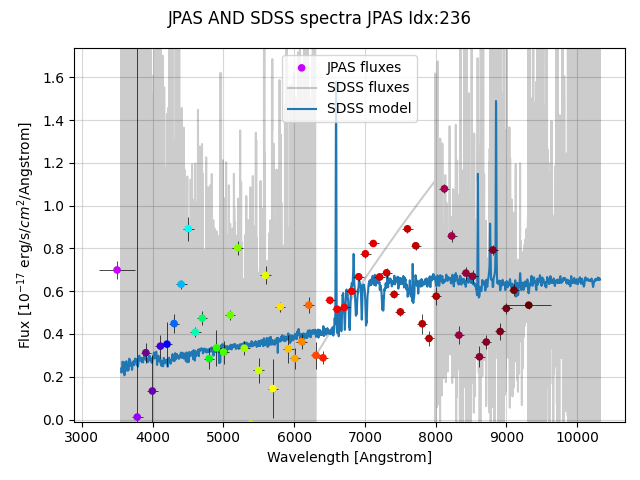 JPAS AND SDSS spectra JPAS Idx:236
JPAS fluxes
SDSS fluxes
SDSS model
1.6
1.4
1.2
1.0
0.8
0.6
0.4
0.2
0.0
Flux [10⁻¹⁷ erg/s/cm²/Angstrom]
3000 4000 5000 6000 7000 8000 9000 10000
Wavelength [Angstrom]